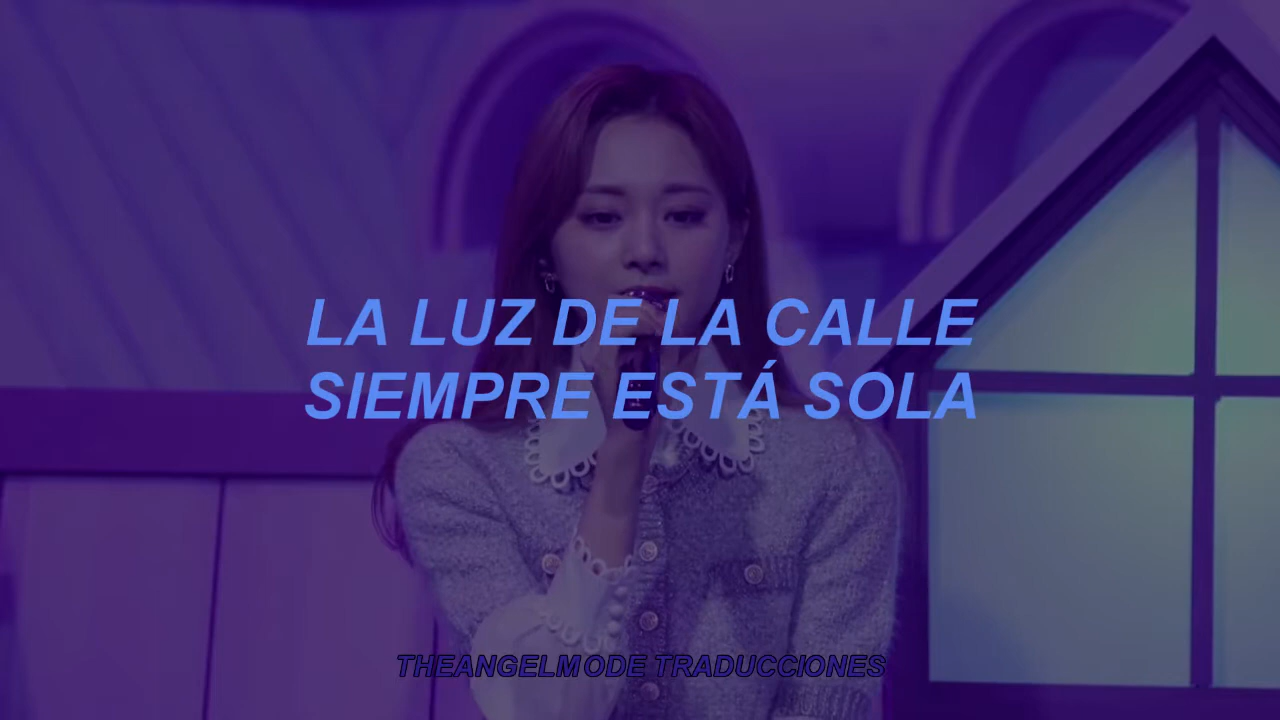 LA LUZ DE LA CALLE
SIEMPRE ESTÁ SOLA
THEANGELMODE TRADUCCIONES